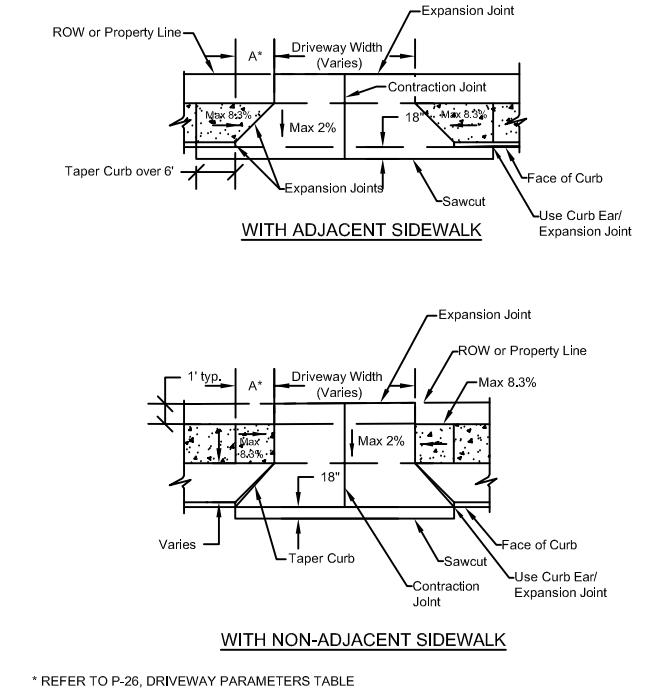 Expansion Joint
ROW or Property Line
A*
Driveway Width
(Varies)
Contraction Joint
Max 8.3%
Max 2%
18"
Max 8.3%
Taper Curb over 6'
Expansion Joints
Face of Curb
Sawcut
Use Curb Ear/
Expansion Joint
WITH ADJACENT SIDEWALK
Expansion Joint
ROW or Property Line
1' typ.
A*
Driveway Width
(Varies)
Max 8.3%
Max
8.3%
Max 2%
18"
Varies
Taper Curb
Face of Curb
Sawcut
Contraction
Joint
Use Curb Ear/
Expansion Joint
WITH NON-ADJACENT SIDEWALK
* REFER TO P-26, DRIVEWAY PARAMETERS TABLE